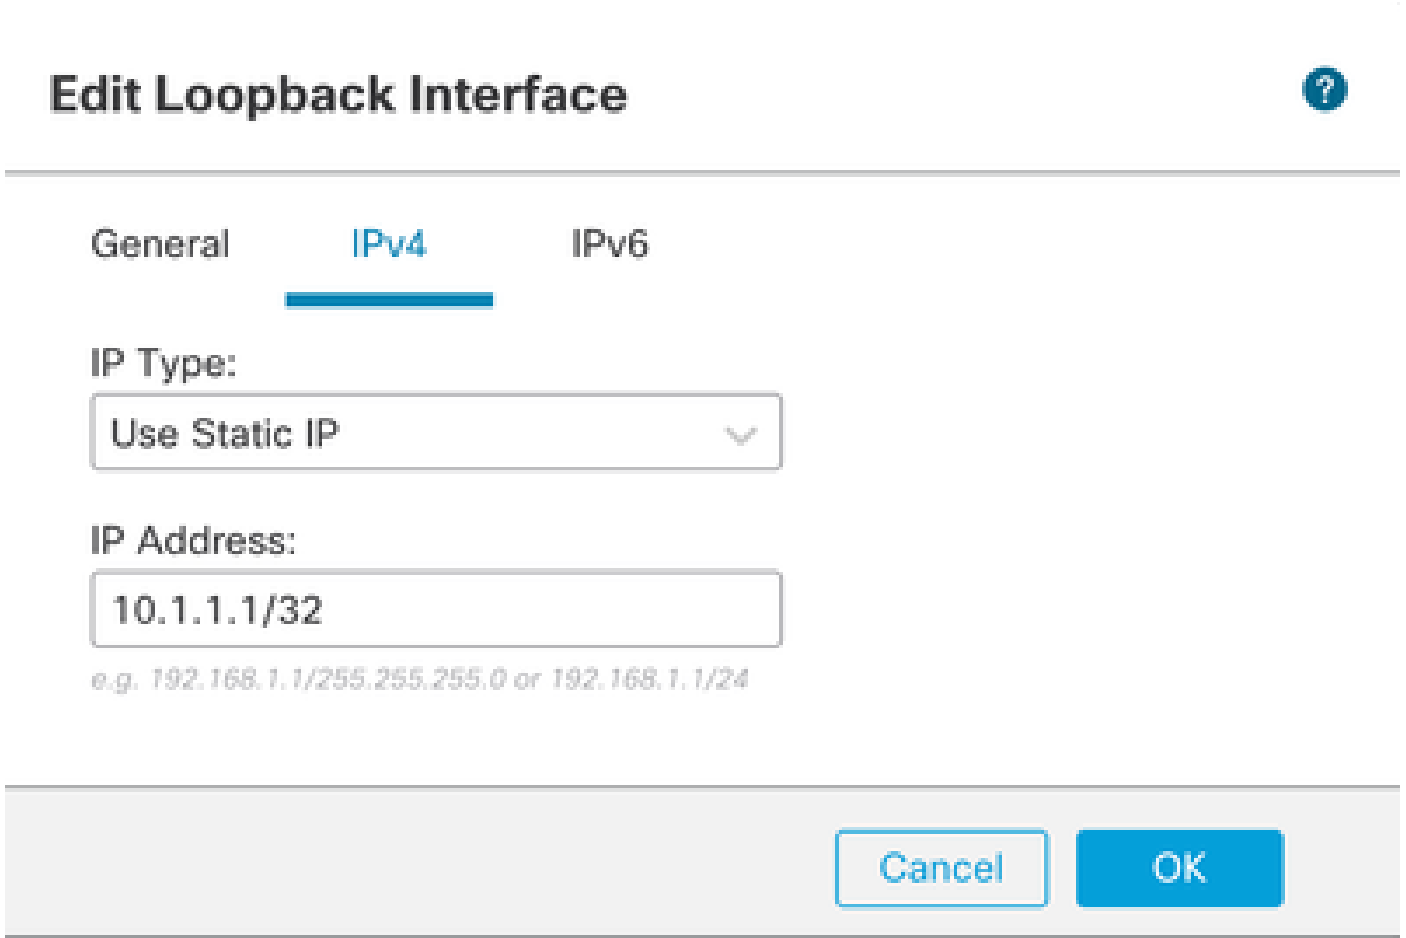 Edit Loopback Interface
?
General IPv4 IPv6
IP Type:
Use Static IP
IP Address:
10.1.1.1/32
e.g. 192.168.1.1/255.255.255.0 or 192.168.1.1/24
Cancel OK